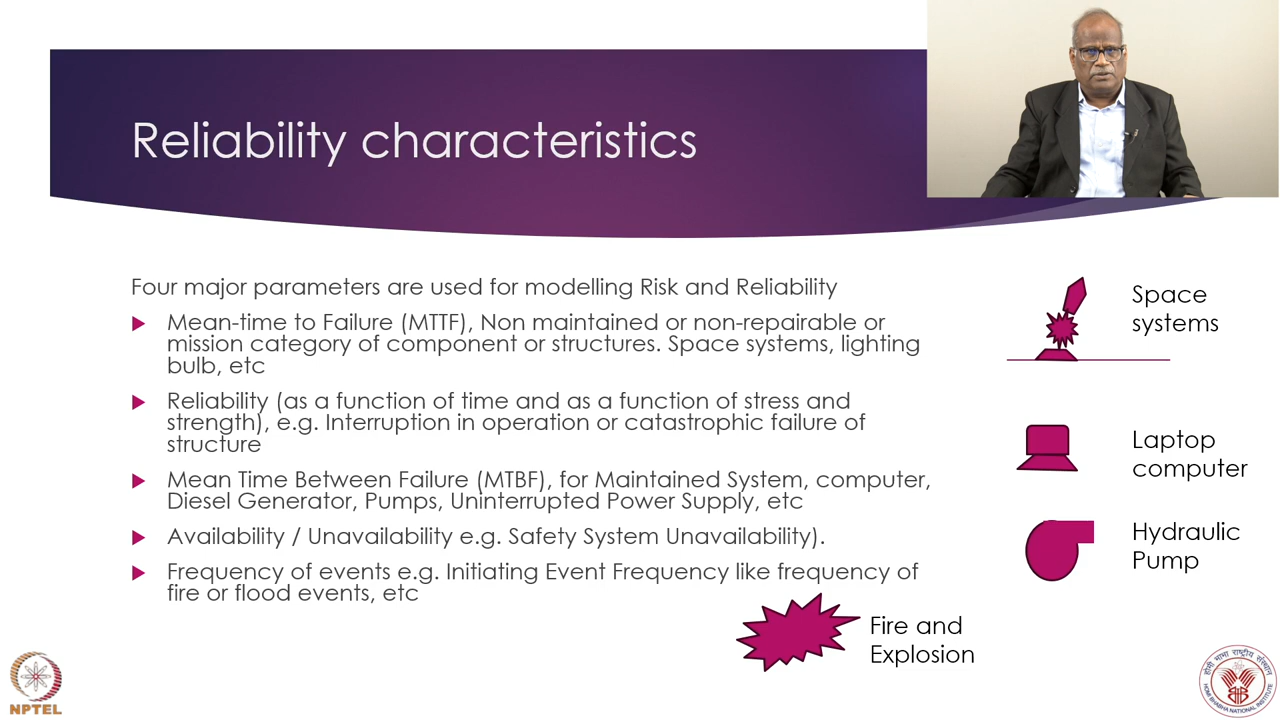 Reliability characteristics
Four major parameters are used for modelling Risk and Reliability
Mean-time to Failure (MTTF), Non maintained or non-repairable or
mission category of component or structures. Space systems, lighting
bulb, etc
Reliability (as a function of time and as a function of stress and
strength), e.g. Interruption in operation or catastrophic failure of
structure
Mean Time Between Failure (MTBF), for Maintained System, computer,
Diesel Generator, Pumps, Uninterrupted Power Supply, etc
Availability / Unavailability e.g. Safety System Unavailability).
Frequency of events e.g. Initiating Event Frequency like frequency of
fire or flood events, etc
Space
systems
Laptop
computer
Hydraulic
Pump
Fire and
Explosion
NPTEL
होमी भाभा राष्ट्रीय संस्थान
HOMI BHABHA NATIONAL INSTITUTE